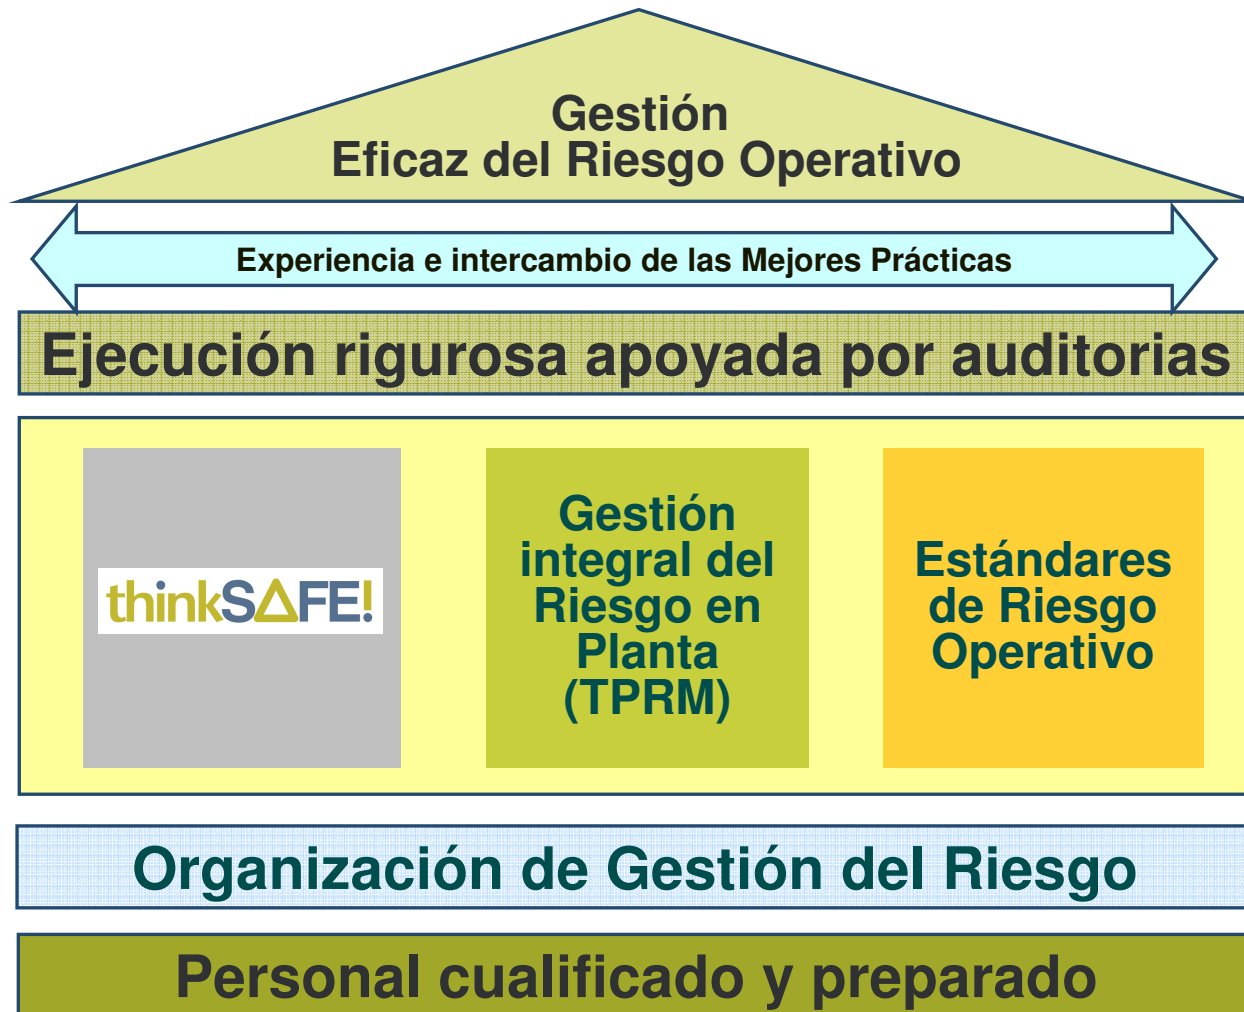 Gestión
Eficaz del Riesgo Operativo
Experiencia e intercambio de las Mejores Prácticas
Ejecución rigurosa apoyada por auditorias
thinkSAFE!
Gestión
integral del
Riesgo en
Planta
(TPRM)
Estándares
de Riesgo
Operativo
Organización de Gestión del Riesgo
Personal cualificado y preparado